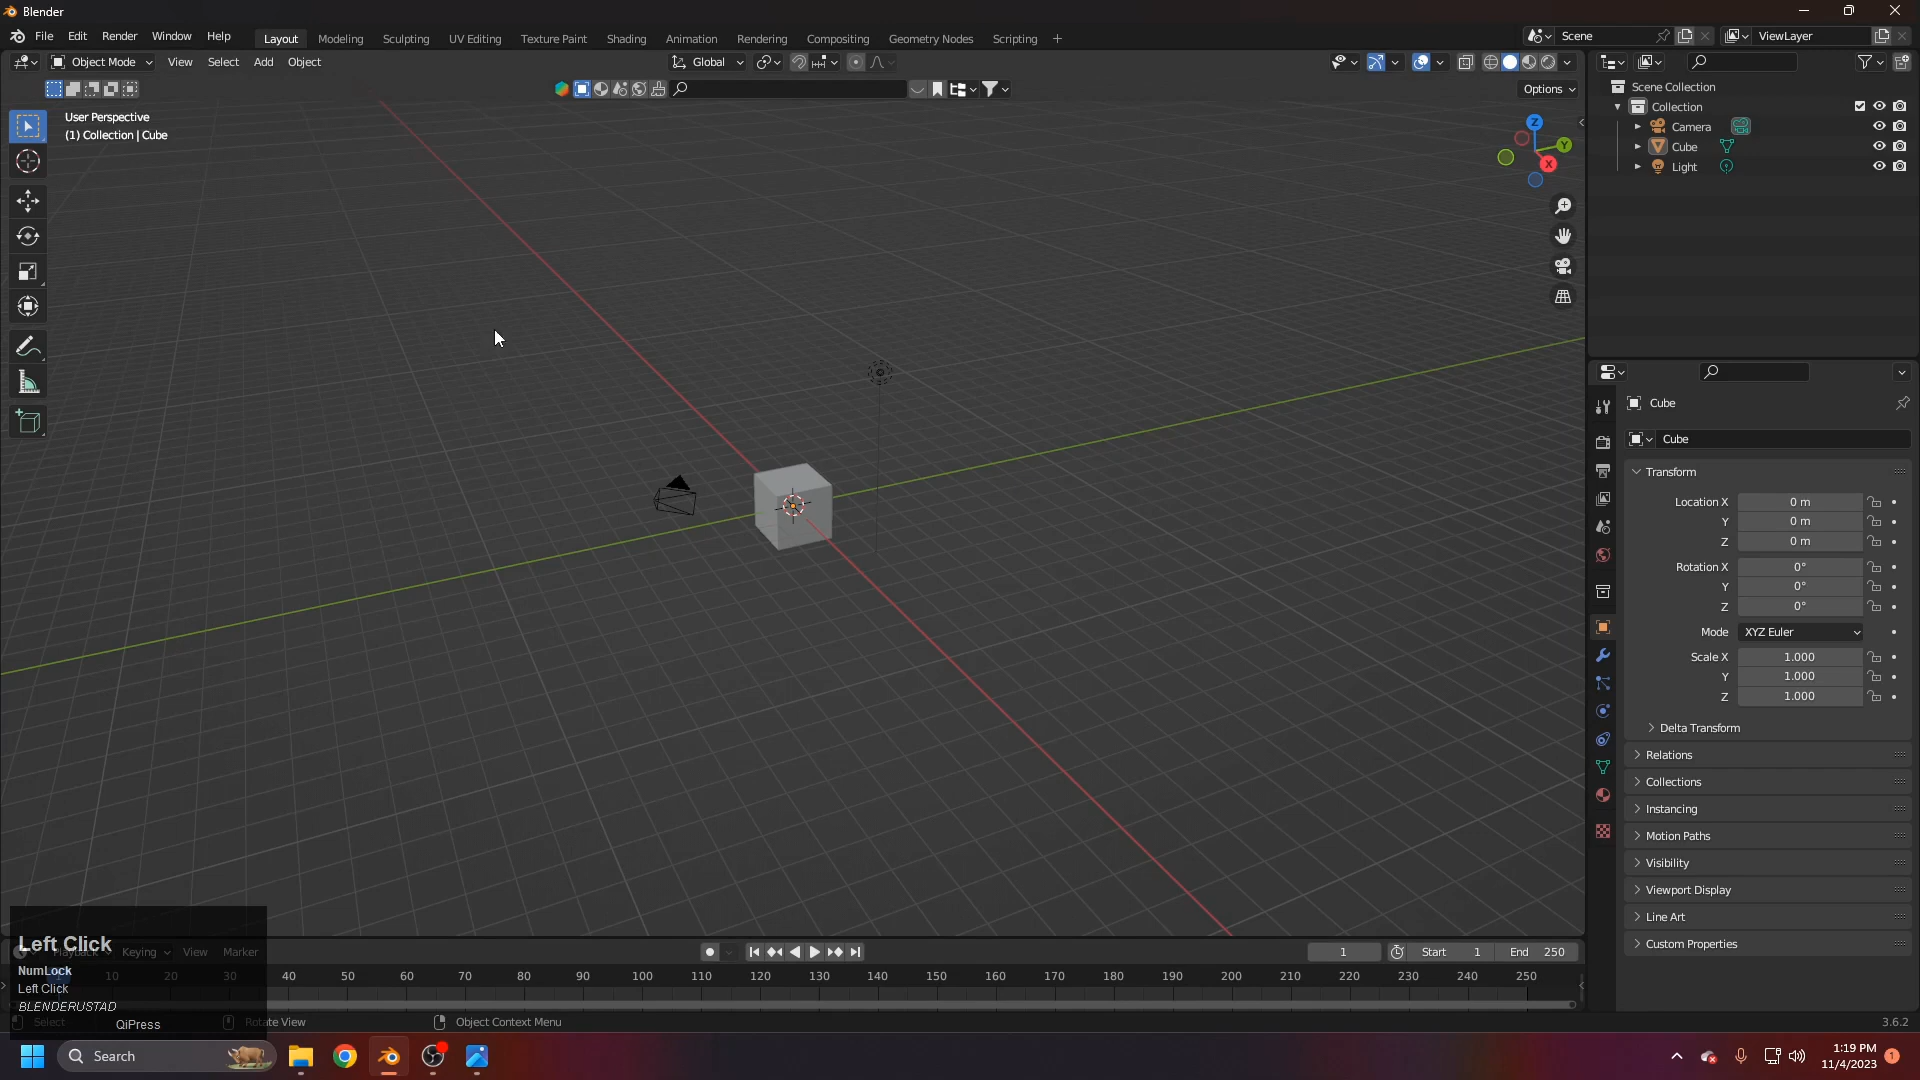 Blender
File Edit Render Window Help Layout Modeling Sculpting UV Editing Texture Paint Shading Animation Rendering Compositing Geometry Nodes Scripting + Scene ViewLayer
Object Mode View Select Add Object Global
Options
User Perspective
(1) Collection | Cube
Z
Y
X
Scene Collection
Collection
Camera
Cube
Light
Cube
Cube
Transform
Location X 0 m
Y 0 m
Z 0 m
Rotation X 0°
Y 0°
Z 0°
Mode XYZ Euler
Scale X 1.000
Y 1.000
Z 1.000
Delta Transform
Relations
Collections
Instancing
Motion Paths
Visibility
Viewport Display
Line Art
Custom Properties
Left Click
Playback Keying View Marker 1 Start 1 End 250
NumLock
10 20 30 40 50 60 70 80 90 100 110 120 130 140 150 160 170 180 190 200 210 220 230 240 250
Left Click
BLENDERUSTAD
QiPress
Select Rotate View Object Context Menu 3.6.2
Search
1:19 PM
11/4/2023
1